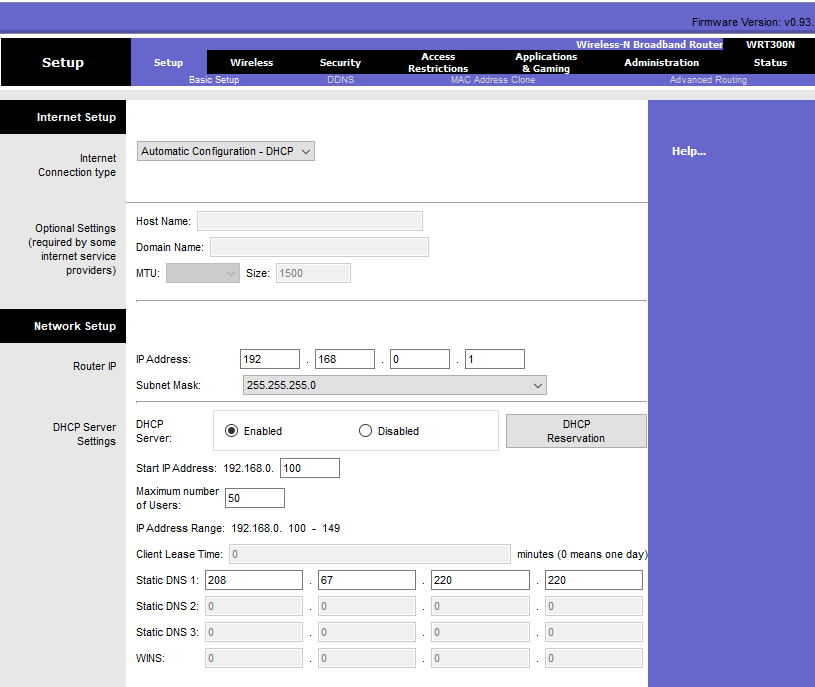 Firmware Version: v0.93.
Wireless-N Broadband Router WRT300N
Setup
Setup Wireless Security Access Restrictions Applications & Gaming Administration Status
Basic Setup DDNS MAC Address Clone Advanced Routing
Internet Setup
Internet
Connection type
Automatic Configuration - DHCP
Help...
Optional Settings
(required by some
internet service
providers)
Host Name:
Domain Name:
MTU: Size: 1500
Network Setup
Router IP
IP Address: 192 . 168 . 0 . 1
Subnet Mask: 255.255.255.0
DHCP Server
Settings
DHCP
Server:
Enabled Disabled
DHCP
Reservation
Start IP Address: 192.168.0. 100
Maximum number
of Users:
50
IP Address Range: 192.168.0. 100 - 149
Client Lease Time: 0 minutes (0 means one day)
Static DNS 1: 208 . 67 . 220 . 220
Static DNS 2: 0 . 0 . 0 . 0
Static DNS 3: 0 . 0 . 0 . 0
WINS: 0 . 0 . 0 . 0